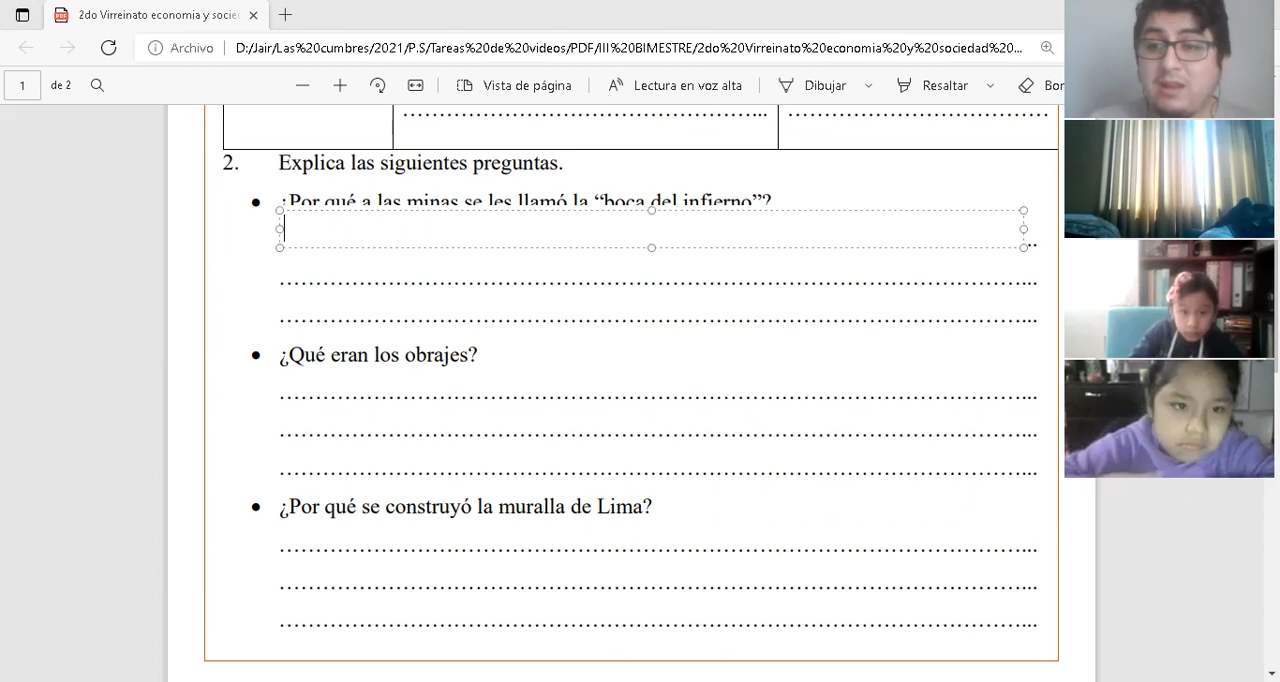 2do Virreinato economia y socie
Archivo D:/Jair/Las%20cumbres/2021/P.S/Tareas%20de%20videos/PDF/III%20BIMESTRE/2do%20Virreinato%20economia%20y%20sociedad%20...
1 de 2 Vista de página Lectura en voz alta Dibujar Resaltar Bor
……………………………………………... ………………………………
2. Explica las siguientes preguntas.
• ¿Por qué a las minas se les llamó la “boca del infierno”?
..
……………………………………………………………………………………………...
……………………………………………………………………………………………...
• ¿Qué eran los obrajes?
……………………………………………………………………………………………...
……………………………………………………………………………………………...
……………………………………………………………………………………………...
• ¿Por qué se construyó la muralla de Lima?
……………………………………………………………………………………………...
……………………………………………………………………………………………...
……………………………………………………………………………………………...